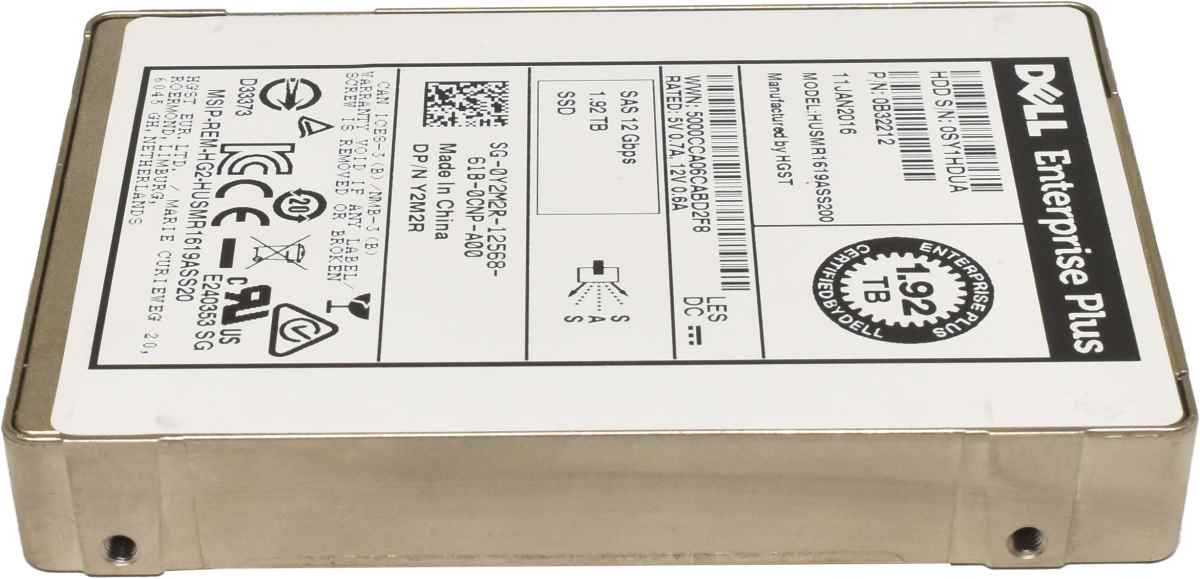 DELL Enterprise Plus
HDD S/N: 0SY1HDUA
P/N: 0B32212
11JAN2016
MODEL:HUSMR1619ASS200
Manufactured by HGST
ENTERPRISE PLUS
1.92
TB
CERTIFIED BY DELL
WWN: 5000CCA06CABD2F8
RATED: 5V 0.7A, 12V 0.6A
LES
DC
SAS 12 Gbps
1.92 TB
SSD
S
A
S
SG-0Y2M2R-12568-
61B-0CNP-A00
Made in China
DP/N Y2M2R
CAN ICES-3(B)/NMB-3(B)
WARRANTY VOID IF ANY LABEL/
SCREW IS REMOVED OR BROKEN
D33373
20
c UR US
E240353 SG
MSIP-REM-HG2-HUSMR1619ASS20
HGST EUR.LTD. / MARIE CURIEWEG 20,
ROERMOND,LIMBURG,
6045 GH,NETHERLANDS